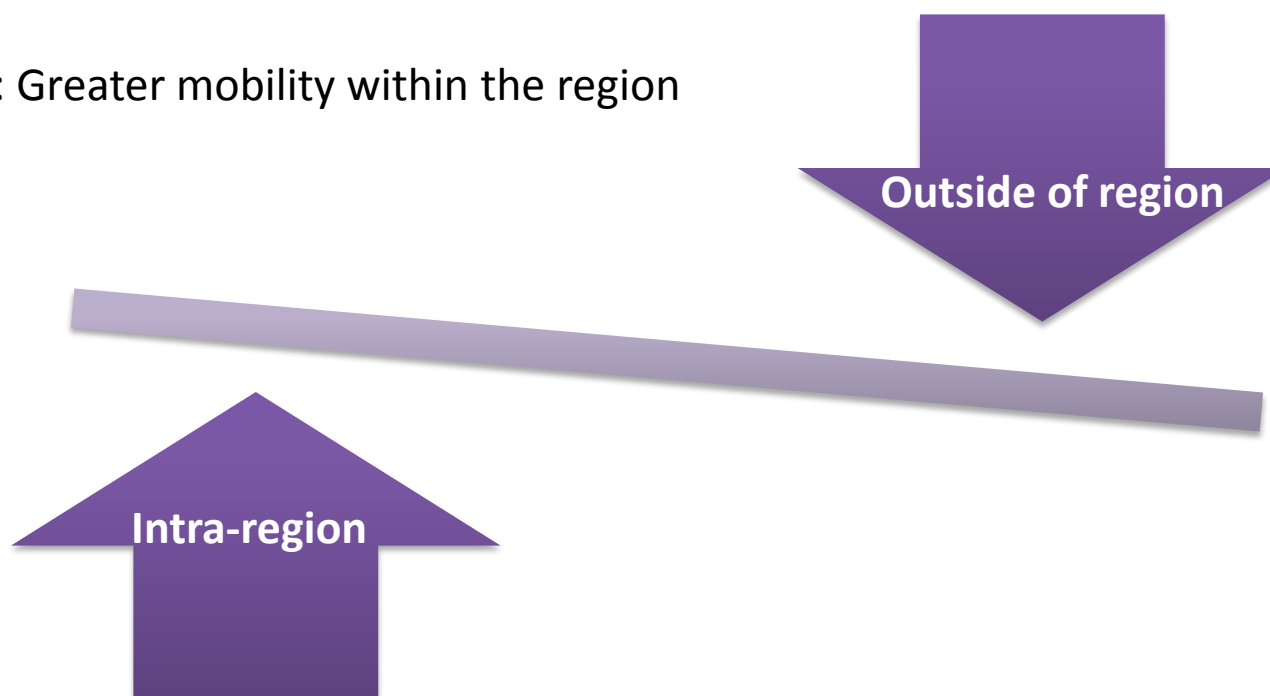 : Greater mobility within the region
Outside of region
Intra-region